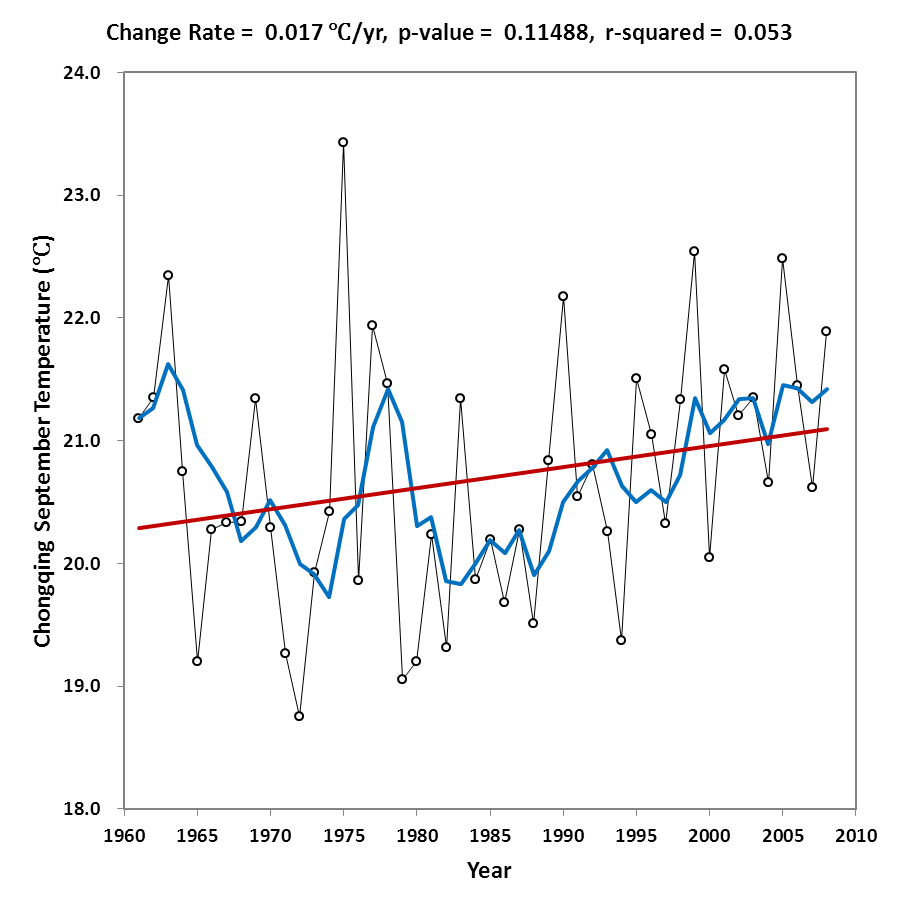 Change Rate = 0.017 ℃/yr, p-value = 0.11488, r-squared = 0.053
24.0
23.0
22.0
21.0
20.0
19.0
18.0
Chongqing September Temperature (℃)
1960 1965 1970 1975 1980 1985 1990 1995 2000 2005 2010
Year